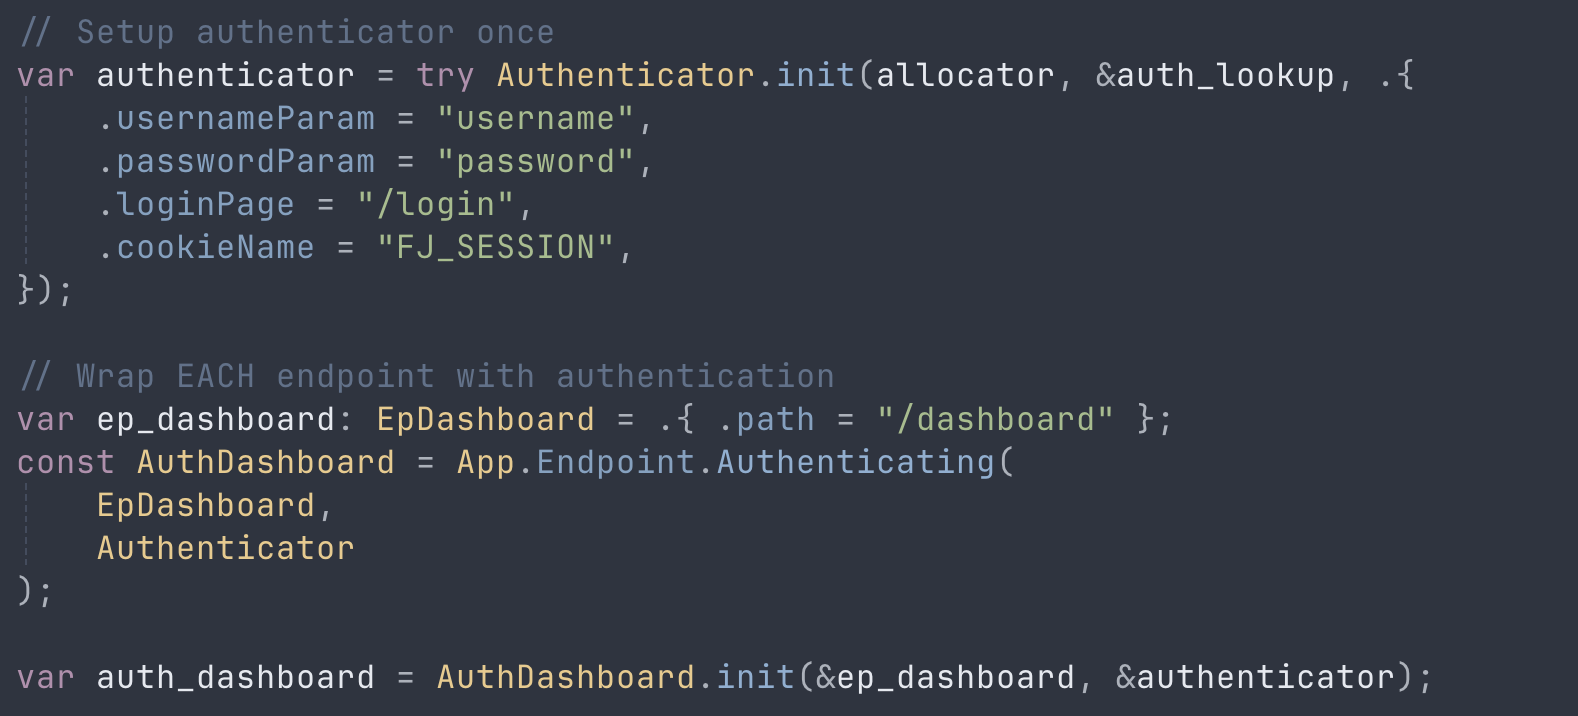 // Setup authenticator once
var authenticator = try Authenticator.init(allocator, &auth_lookup, .{
    .usernameParam = "username",
    .passwordParam = "password",
    .loginPage = "/login",
    .cookieName = "FJ_SESSION",
});

// Wrap EACH endpoint with authentication
var ep_dashboard: EpDashboard = .{ .path = "/dashboard" };
const AuthDashboard = App.Endpoint.Authenticating(
    EpDashboard,
    Authenticator
);

var auth_dashboard = AuthDashboard.init(&ep_dashboard, &authenticator);